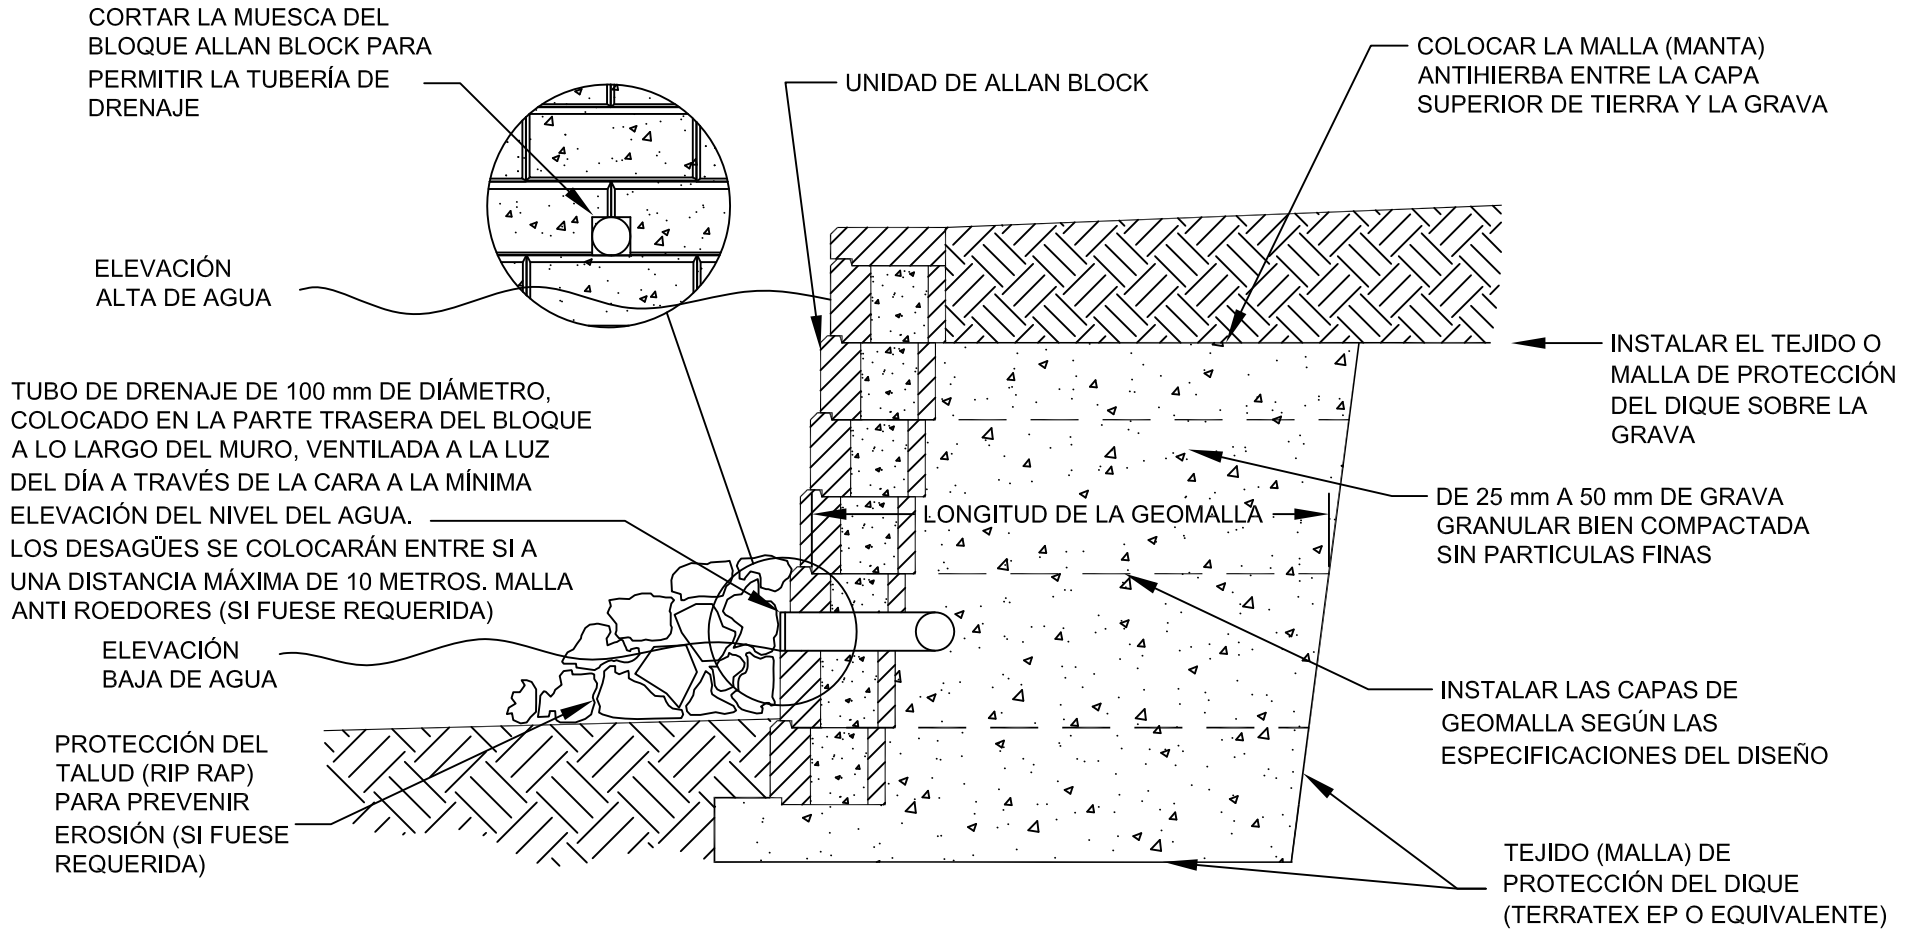 CORTAR LA MUESCA DEL
BLOQUE ALLAN BLOCK PARA
PERMITIR LA TUBERÍA DE
DRENAJE
UNIDAD DE ALLAN BLOCK
COLOCAR LA MALLA (MANTA)
ANTIHIERBA ENTRE LA CAPA
SUPERIOR DE TIERRA Y LA GRAVA
ELEVACIÓN
ALTA DE AGUA
INSTALAR EL TEJIDO O
MALLA DE PROTECCIÓN
DEL DIQUE SOBRE LA
GRAVA
TUBO DE DRENAJE DE 100 mm DE DIÁMETRO,
COLOCADO EN LA PARTE TRASERA DEL BLOQUE
A LO LARGO DEL MURO, VENTILADA A LA LUZ
DEL DÍA A TRAVÉS DE LA CARA A LA MÍNIMA
ELEVACIÓN DEL NIVEL DEL AGUA.
LOS DESAGÜES SE COLOCARÁN ENTRE SI A
UNA DISTANCIA MÁXIMA DE 10 METROS. MALLA
ANTI ROEDORES (SI FUESE REQUERIDA)
LONGITUD DE LA GEOMALLA
DE 25 mm A 50 mm DE GRAVA
GRANULAR BIEN COMPACTADA
SIN PARTICULAS FINAS
ELEVACIÓN
BAJA DE AGUA
INSTALAR LAS CAPAS DE
GEOMALLA SEGÚN LAS
ESPECIFICACIONES DEL DISEÑO
PROTECCIÓN DEL
TALUD (RIP RAP)
PARA PREVENIR
EROSIÓN (SI FUESE
REQUERIDA)
TEJIDO (MALLA) DE
PROTECCIÓN DEL DIQUE
(TERRATEX EP O EQUIVALENTE)